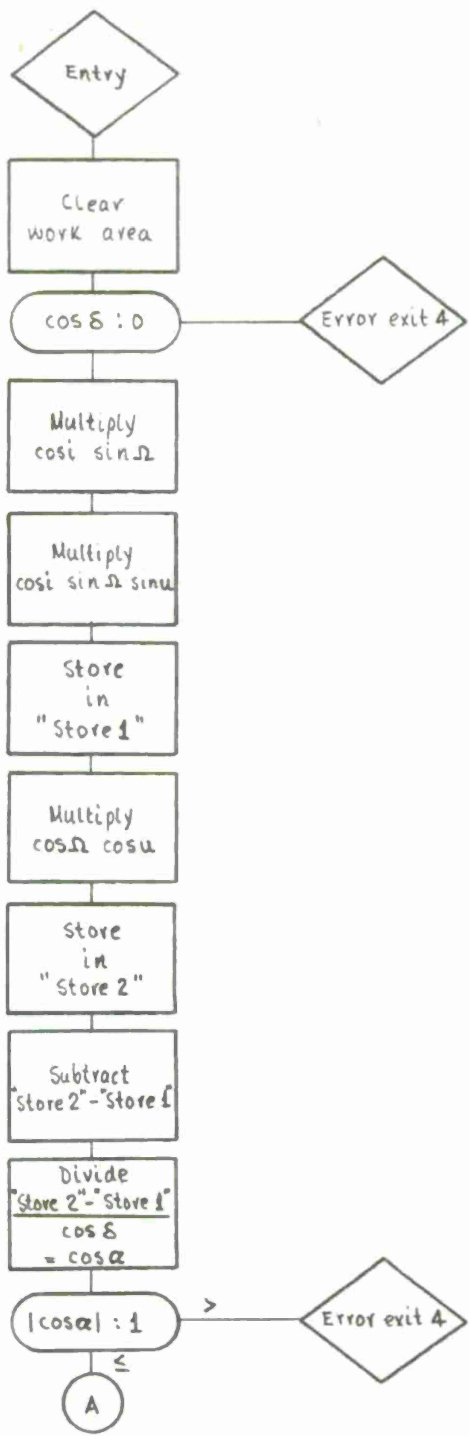 Entry
Clear
work area
cos δ : 0
Error exit 4
Multiply
cosi sinΩ
Multiply
cosi sinΩ sinu
Store
in
"Store 1"
Multiply
cosΩ cosu
Store
in
"Store 2"
Subtract
"Store 2"-"Store 1"
Divide
"Store 2"-"Store 1"
cos δ
= cosα
|cosα| : 1
>
Error exit 4
≤
A